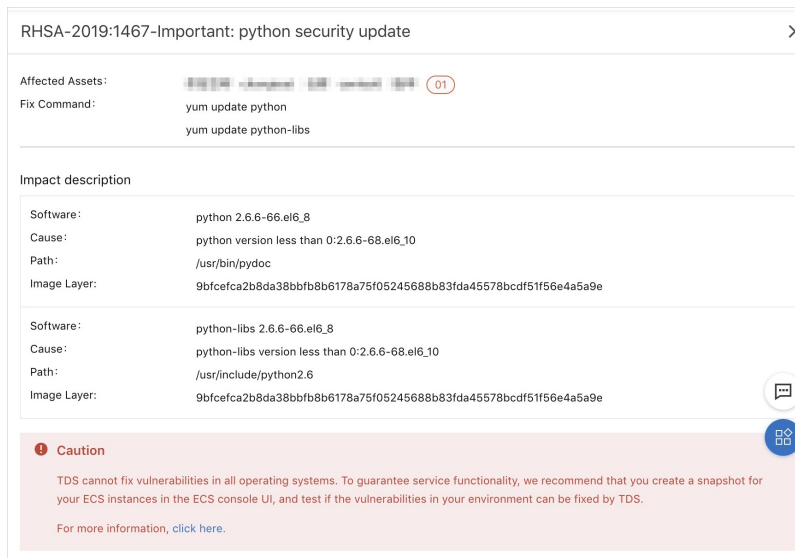 RHSA-2019:1467-Important: python security update
Affected Assets:
01
Fix Command:
yum update python
yum update python-libs
Impact description
Software:
python 2.6.6-66.el6_8
Cause:
python version less than 0:2.6.6-68.el6_10
Path:
/usr/bin/pydoc
Image Layer:
9bfcefca2b8da38bbfb8b6178a75f05245688b83fda45578bcdf51f56e4a5a9e
Software:
python-libs 2.6.6-66.el6_8
Cause:
python-libs version less than 0:2.6.6-68.el6_10
Path:
/usr/include/python2.6
Image Layer:
9bfcefca2b8da38bbfb8b6178a75f05245688b83fda45578bcdf51f56e4a5a9e
Caution
TDS cannot fix vulnerabilities in all operating systems. To guarantee service functionality, we recommend that you create a snapshot for
your ECS instances in the ECS console UI, and test if the vulnerabilities in your environment can be fixed by TDS.
For more information, click here.